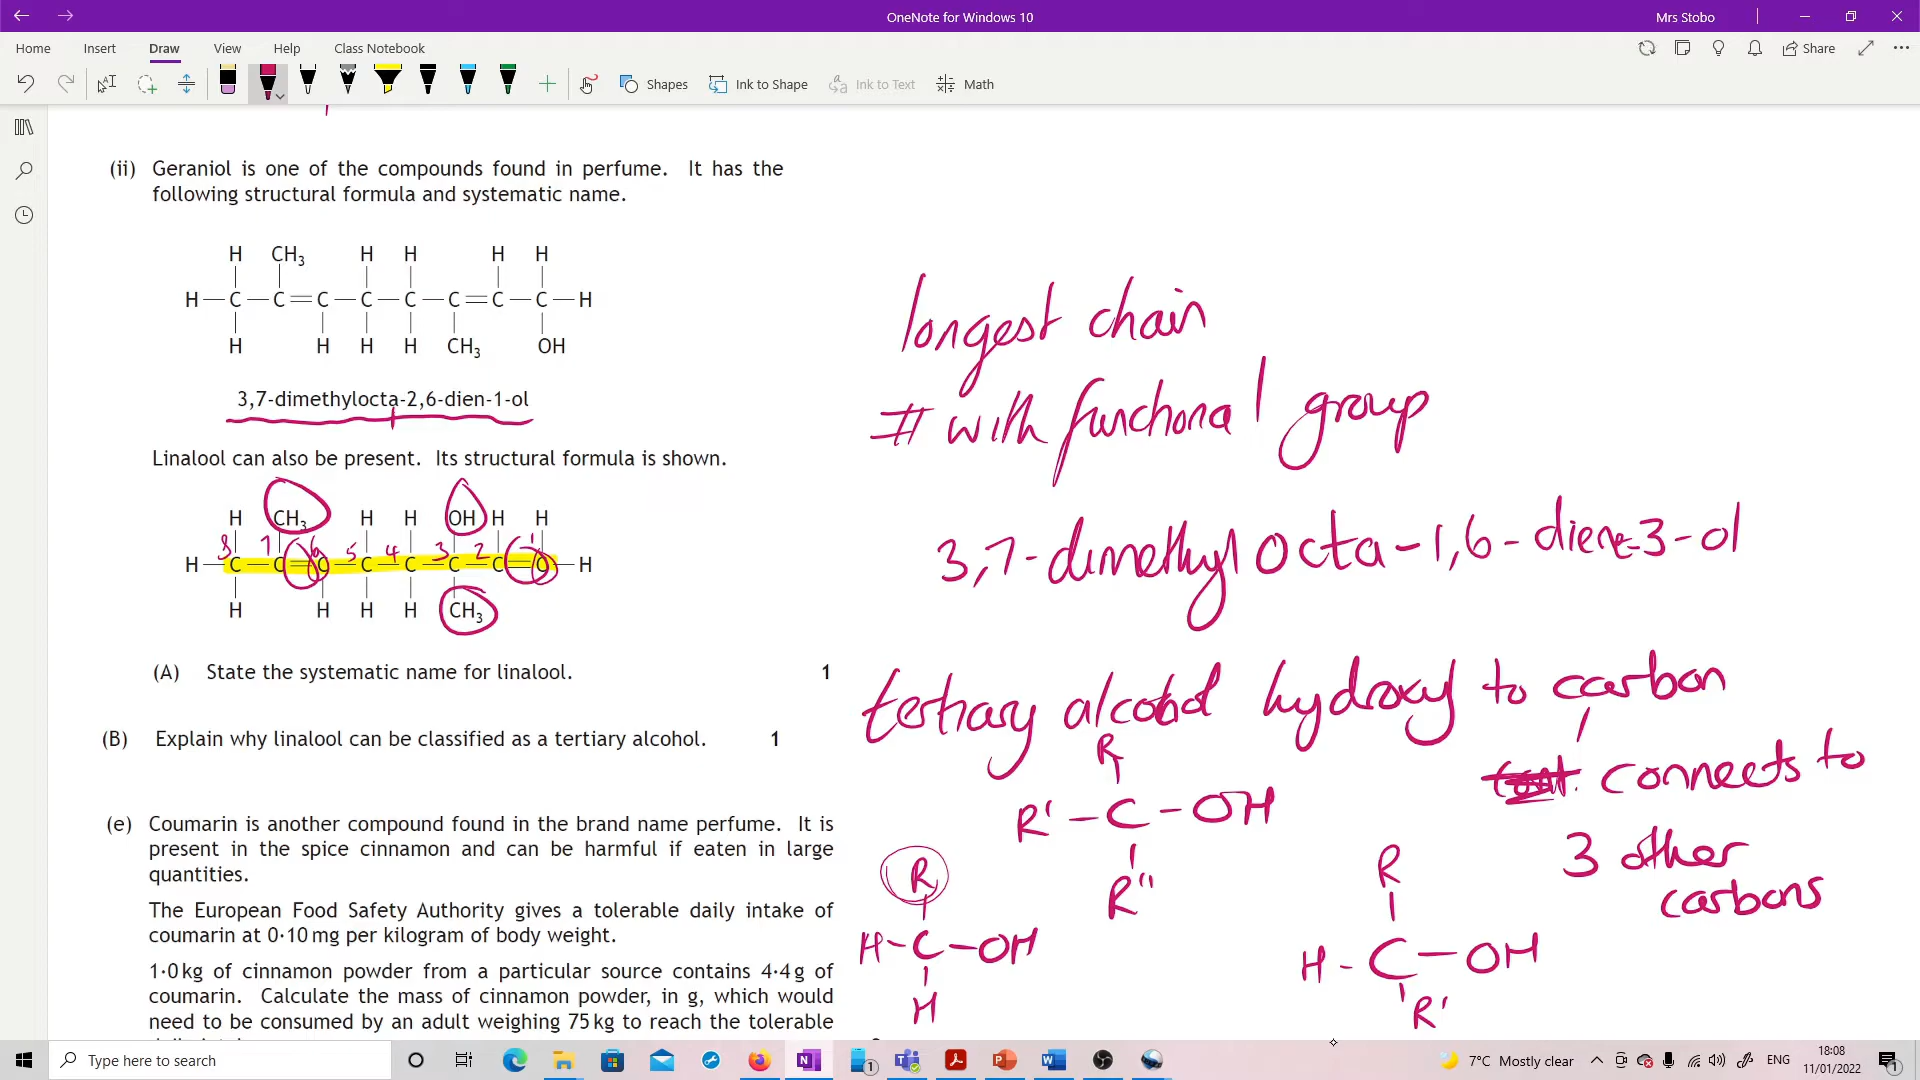 OneNote for Windows 10
Mrs Stobo
Home Insert Draw View Help Class Notebook
Share
Shapes Ink to Shape Ink to Text Math
(ii) Geraniol is one of the compounds found in perfume. It has the
following structural formula and systematic name.
H CH3 H H H H
H—C—C=C—C—C—C=C—C—H
H H H H CH3 OH
3,7-dimethylocta-2,6-dien-1-ol
Linalool can also be present. Its structural formula is shown.
H CH3 H H OH H H
8 7 6 5 4 3 2 1
H—C—C=C—C—C—C—C=C—H
H H H H CH3
(A) State the systematic name for linalool. 1
(B) Explain why linalool can be classified as a tertiary alcohol. 1
(e) Coumarin is another compound found in the brand name perfume. It is
present in the spice cinnamon and can be harmful if eaten in large
quantities.
The European Food Safety Authority gives a tolerable daily intake of
coumarin at 0·10 mg per kilogram of body weight.
1·0 kg of cinnamon powder from a particular source contains 4·4 g of
coumarin. Calculate the mass of cinnamon powder, in g, which would
need to be consumed by an adult weighing 75 kg to reach the tolerable
longest chain
# with functional group
3,7-dimethyl octa-1,6-diene-3-ol
tertiary alcohol hydroxy to carbon
connects to
3 other
carbons
R
R'—C—OH
R"
R
H—C—OH
H
R
H—C—OH
R'
Type here to search
7°C Mostly clear
ENG
18:08
11/01/2022